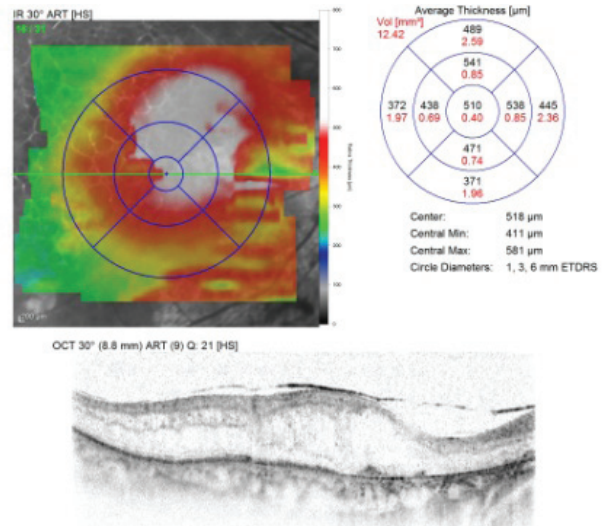 IR 30° ART [HS]
Average Thickness [µm]
Vol [mm³]
12.42
489
2.59
541
0.85
372
1.97
438
0.69
510
0.40
538
0.85
445
2.36
471
0.74
371
1.96
Center: 518 µm
Central Min: 411 µm
Central Max: 581 µm
Circle Diameters: 1, 3, 6 mm ETDRS
200 µm
OCT 30° (8.8 mm) ART (9) Q: 21 [HS]